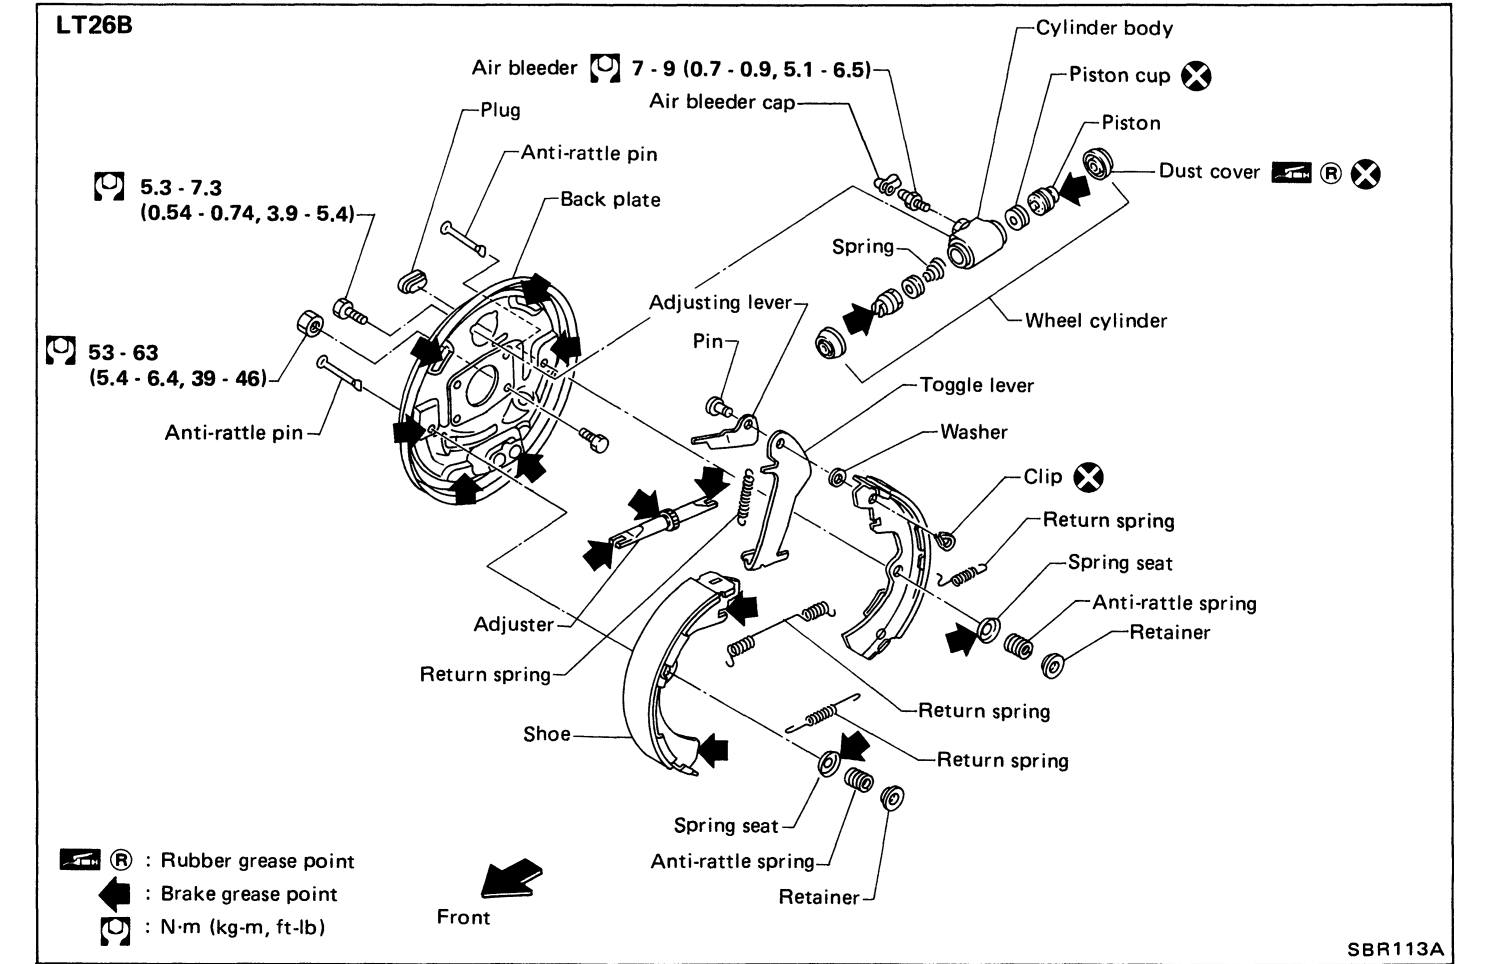 LT26B
Cylinder body
Air bleeder 7 - 9 (0.7 - 0.9, 5.1 - 6.5)
Piston cup
Air bleeder cap
Plug
Piston
Anti-rattle pin
Dust cover R
5.3 - 7.3
(0.54 - 0.74, 3.9 - 5.4)
Back plate
Spring
Adjusting lever
Wheel cylinder
Pin
53 - 63
(5.4 - 6.4, 39 - 46)
Toggle lever
Anti-rattle pin
Washer
Clip
Return spring
Spring seat
Anti-rattle spring
Adjuster
Retainer
Return spring
Return spring
Shoe
Return spring
Spring seat
Anti-rattle spring
Retainer
R : Rubber grease point
: Brake grease point
: N·m (kg-m, ft-lb)
Front
SBR113A